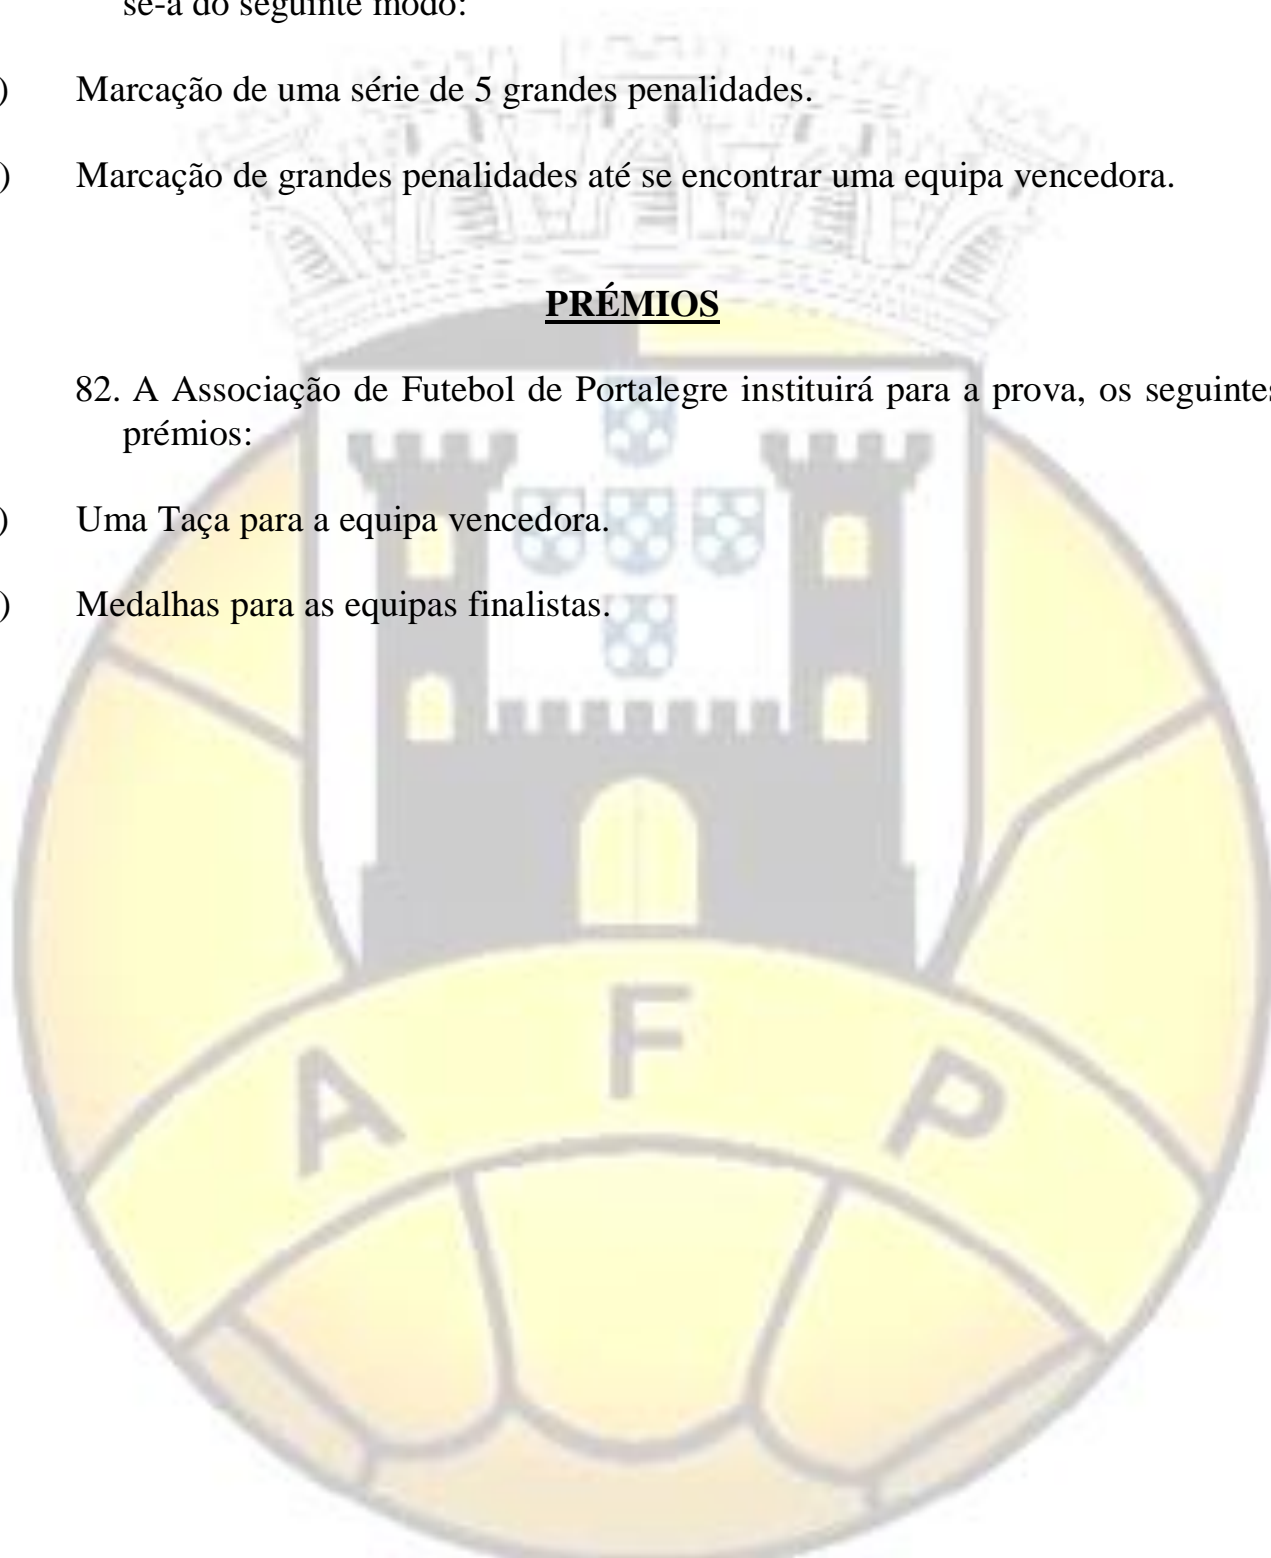 se-á do seguinte modo:
) Marcação de uma série de 5 grandes penalidades.
) Marcação de grandes penalidades até se encontrar uma equipa vencedora.
PRÉMIOS
82. A Associação de Futebol de Portalegre instituirá para a prova, os seguintes
prémios:
) Uma Taça para a equipa vencedora.
) Medalhas para as equipas finalistas.
A F P